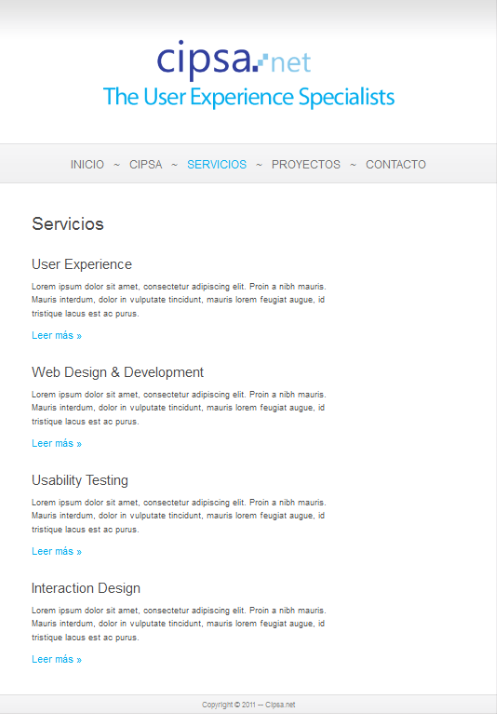 cipsa.net
The User Experience Specialists
INICIO ~ CIPSA ~ SERVICIOS ~ PROYECTOS ~ CONTACTO
Servicios
User Experience
Lorem ipsum dolor sit amet, consectetur adipiscing elit. Proin a nibh mauris.
Mauris interdum, dolor in vulputate tincidunt, mauris lorem feugiat augue, id
tristique lacus est ac purus.
Leer más »
Web Design & Development
Lorem ipsum dolor sit amet, consectetur adipiscing elit. Proin a nibh mauris.
Mauris interdum, dolor in vulputate tincidunt, mauris lorem feugiat augue, id
tristique lacus est ac purus.
Leer más »
Usability Testing
Lorem ipsum dolor sit amet, consectetur adipiscing elit. Proin a nibh mauris.
Mauris interdum, dolor in vulputate tincidunt, mauris lorem feugiat augue, id
tristique lacus est ac purus.
Leer más »
Interaction Design
Lorem ipsum dolor sit amet, consectetur adipiscing elit. Proin a nibh mauris.
Mauris interdum, dolor in vulputate tincidunt, mauris lorem feugiat augue, id
tristique lacus est ac purus.
Leer más »
Copyright © 2011 — Cipsa.net